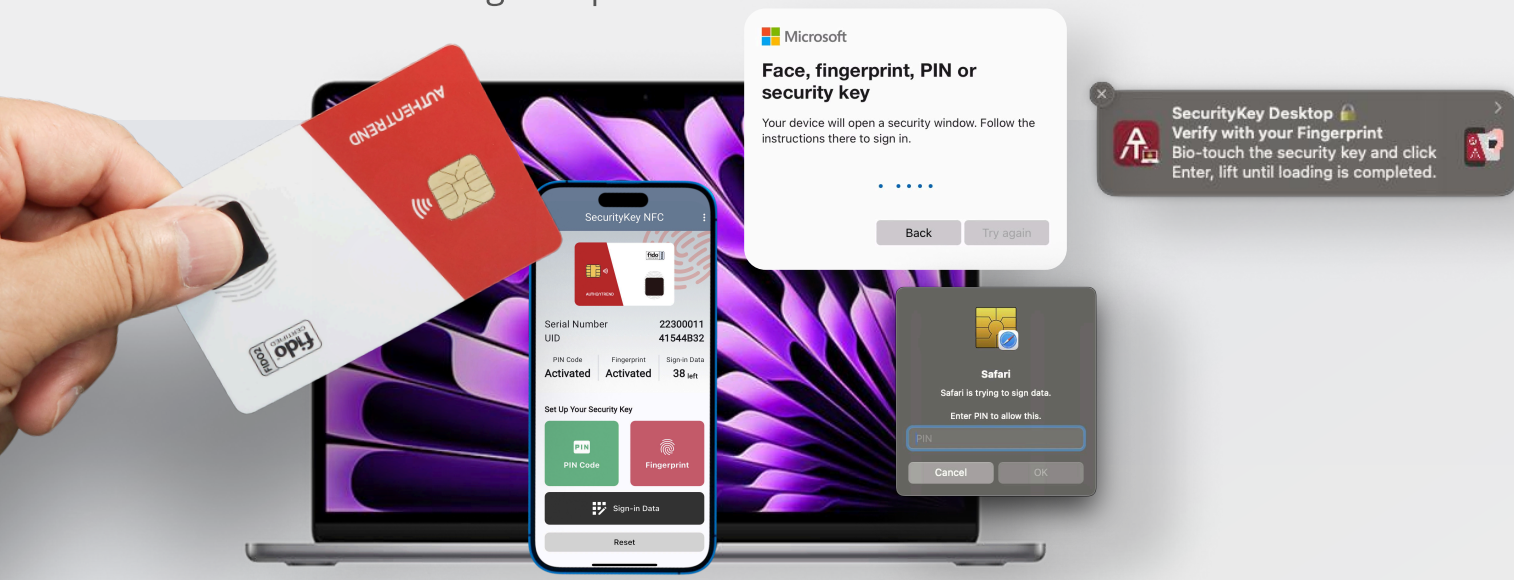 AUTHENTREND
FIDO2
fido
CERTIFIED
SecurityKey NFC
fido
AUTHENTREND
Serial Number 22300011
UID 41544B32
PIN Code Fingerprint Sign-in Data
Activated Activated 38 left
Set Up Your Security Key
PIN
PIN Code Fingerprint
Sign-in Data
Reset
Microsoft
Face, fingerprint, PIN or
security key
Your device will open a security window. Follow the
instructions there to sign in.
Back Try again
SecurityKey Desktop 🔒
Verify with your Fingerprint
Bio-touch the security key and click
Enter, lift until loading is completed.
Safari
Safari is trying to sign data.
Enter PIN to allow this.
PIN
Cancel OK